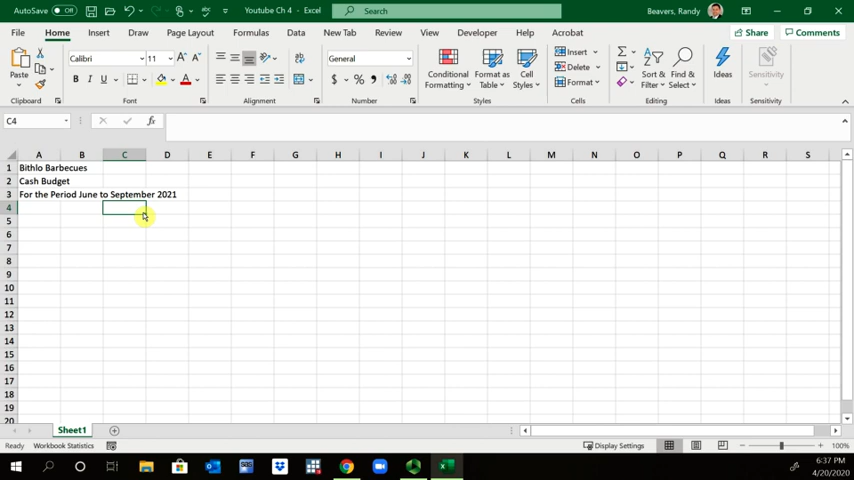 AutoSave Off Youtube Ch 4 - Excel Search Beavers, Randy
File Home Insert Draw Page Layout Formulas Data New Tab Review View Developer Help Acrobat Share Comments
Paste Calibri 11 General Conditional Formatting Format as Table Cell Styles Insert Delete Format Sort & Filter Find & Select Ideas Sensitivity
B I U A $ % 
Clipboard Font Alignment Number Styles Cells Editing Ideas Sensitivity
C4 fx
A B C D E F G H I J K L M N O P Q R S
1 Bithlo Barbecues
2 Cash Budget
3 For the Period June to September 2021
4
5
6
7
8
9
10
11
12
13
14
15
16
17
18
19
20
Sheet1
Ready Workbook Statistics Display Settings 100%
6:37 PM
4/20/2020